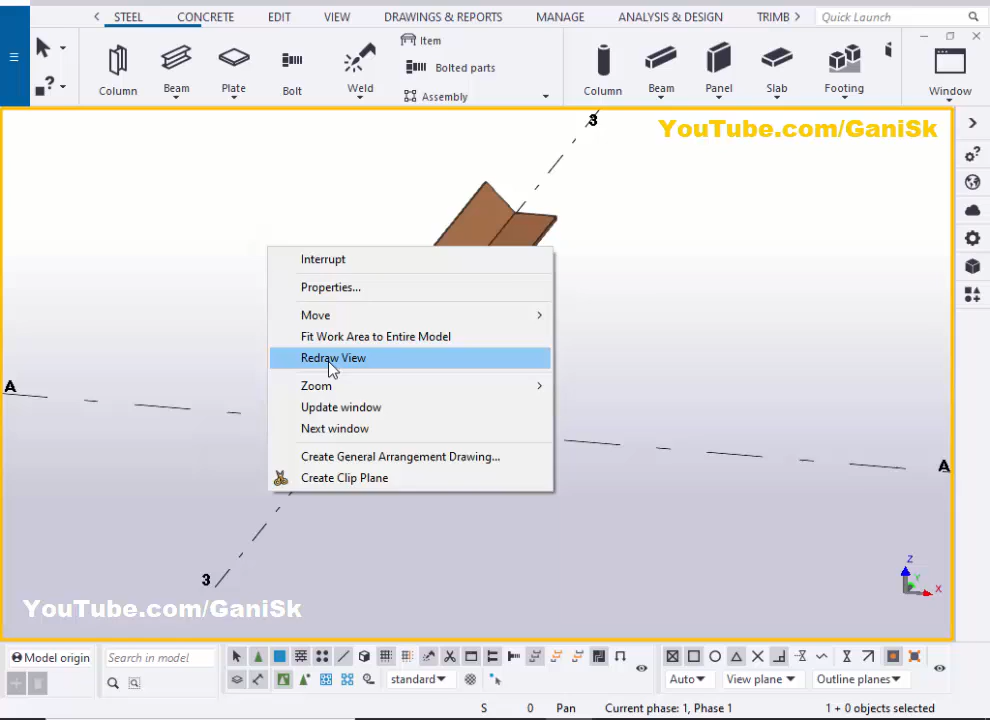 STEEL CONCRETE EDIT VIEW DRAWINGS & REPORTS MANAGE ANALYSIS & DESIGN TRIMB Quick Launch
Item
Bolted parts
Assembly
Column Beam Plate Bolt Weld Column Beam Panel Slab Footing Window
YouTube.com/GaniSk
3
Interrupt
Properties...
Move
Fit Work Area to Entire Model
Redraw View
Zoom
Update window
Next window
Create General Arrangement Drawing...
Create Clip Plane
A
A
3
Z
Y
X
YouTube.com/GaniSk
Model origin Search in model
standard Auto View plane Outline planes
S 0 Pan Current phase: 1, Phase 1 1 + 0 objects selected